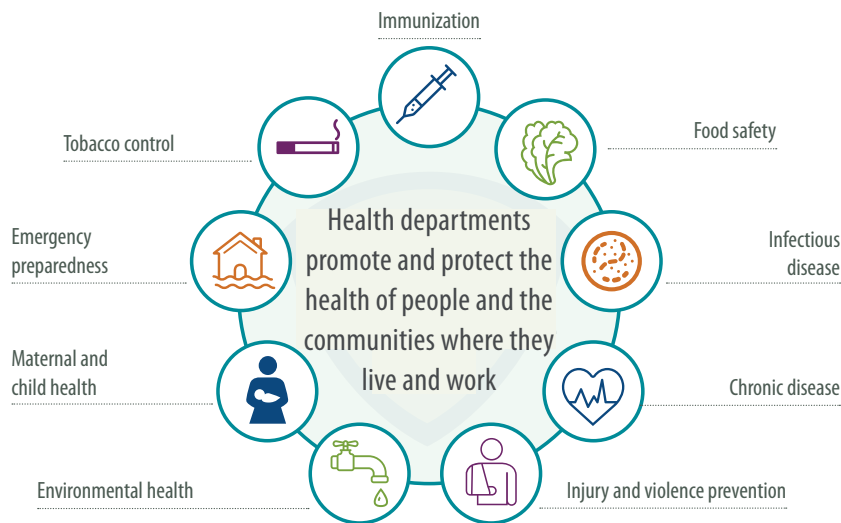 Immunization
Tobacco control
Food safety
Emergency
preparedness
Infectious
disease
Health departments
promote and protect the
health of people and the
communities where they
live and work
Maternal and
child health
Chronic disease
Environmental health
Injury and violence prevention